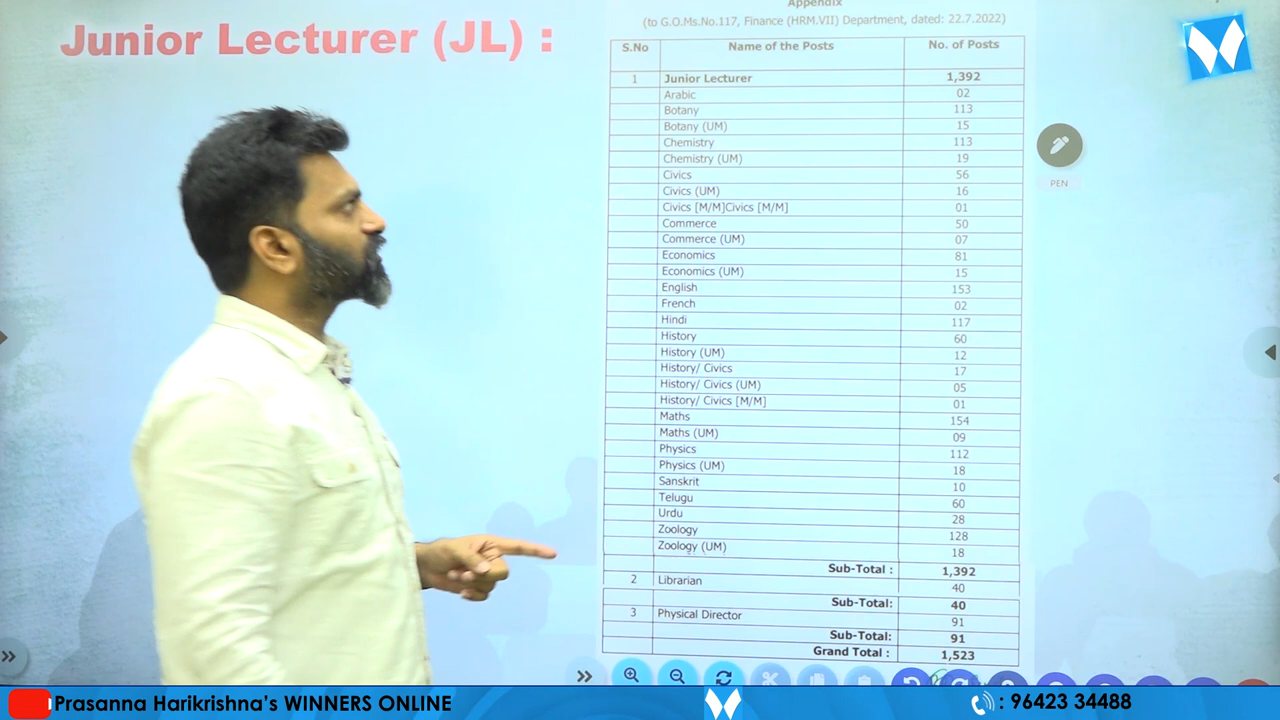 Junior Lecturer (JL) :
Appendix
(to G.O.Ms.No.117, Finance (HRM.VII) Department, dated: 22.7.2022)
S.No Name of the Posts No. of Posts
1 Junior Lecturer 1,392
Arabic 02
Botany 113
Botany (UM) 15
Chemistry 113
Chemistry (UM) 19
Civics 56
Civics (UM) 16
Civics [M/M]Civics [M/M] 01
Commerce 50
Commerce (UM) 07
Economics 81
Economics (UM) 15
English 153
French 02
Hindi 117
History 60
History (UM) 12
History/ Civics 17
History/ Civics (UM) 05
History/ Civics [M/M] 01
Maths 154
Maths (UM) 09
Physics 112
Physics (UM) 18
Sanskrit 10
Telugu 60
Urdu 28
Zoology 128
Zoology (UM) 18
Sub-Total : 1,392
2 Librarian 40
Sub-Total: 40
3 Physical Director 91
Sub-Total: 91
Grand Total : 1,523
PEN
Prasanna Harikrishna's WINNERS ONLINE
: 96423 34488